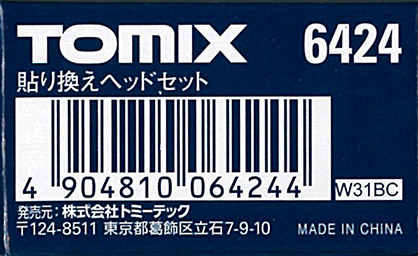 TOMIX 6424
貼り換えヘッドセット
4 904810 064244
W31BC
発売元：株式会社トミーテック
〒124-8511 東京都葛飾区立石7-9-10
MADE IN CHINA